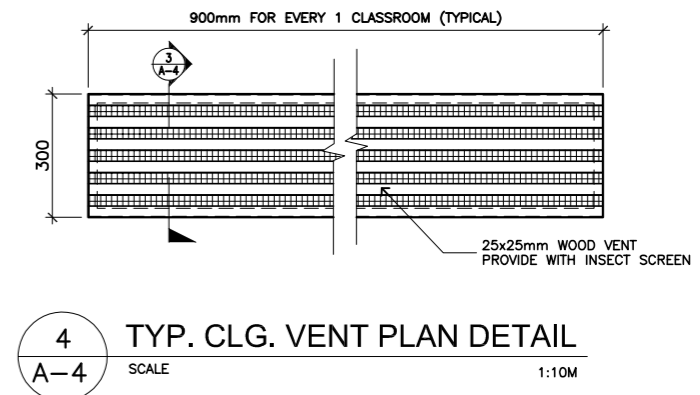 900mm FOR EVERY 1 CLASSROOM (TYPICAL)
3
A-4
300
25x25mm WOOD VENT
PROVIDE WITH INSECT SCREEN
4
A-4
TYP. CLG. VENT PLAN DETAIL
SCALE 1:10M